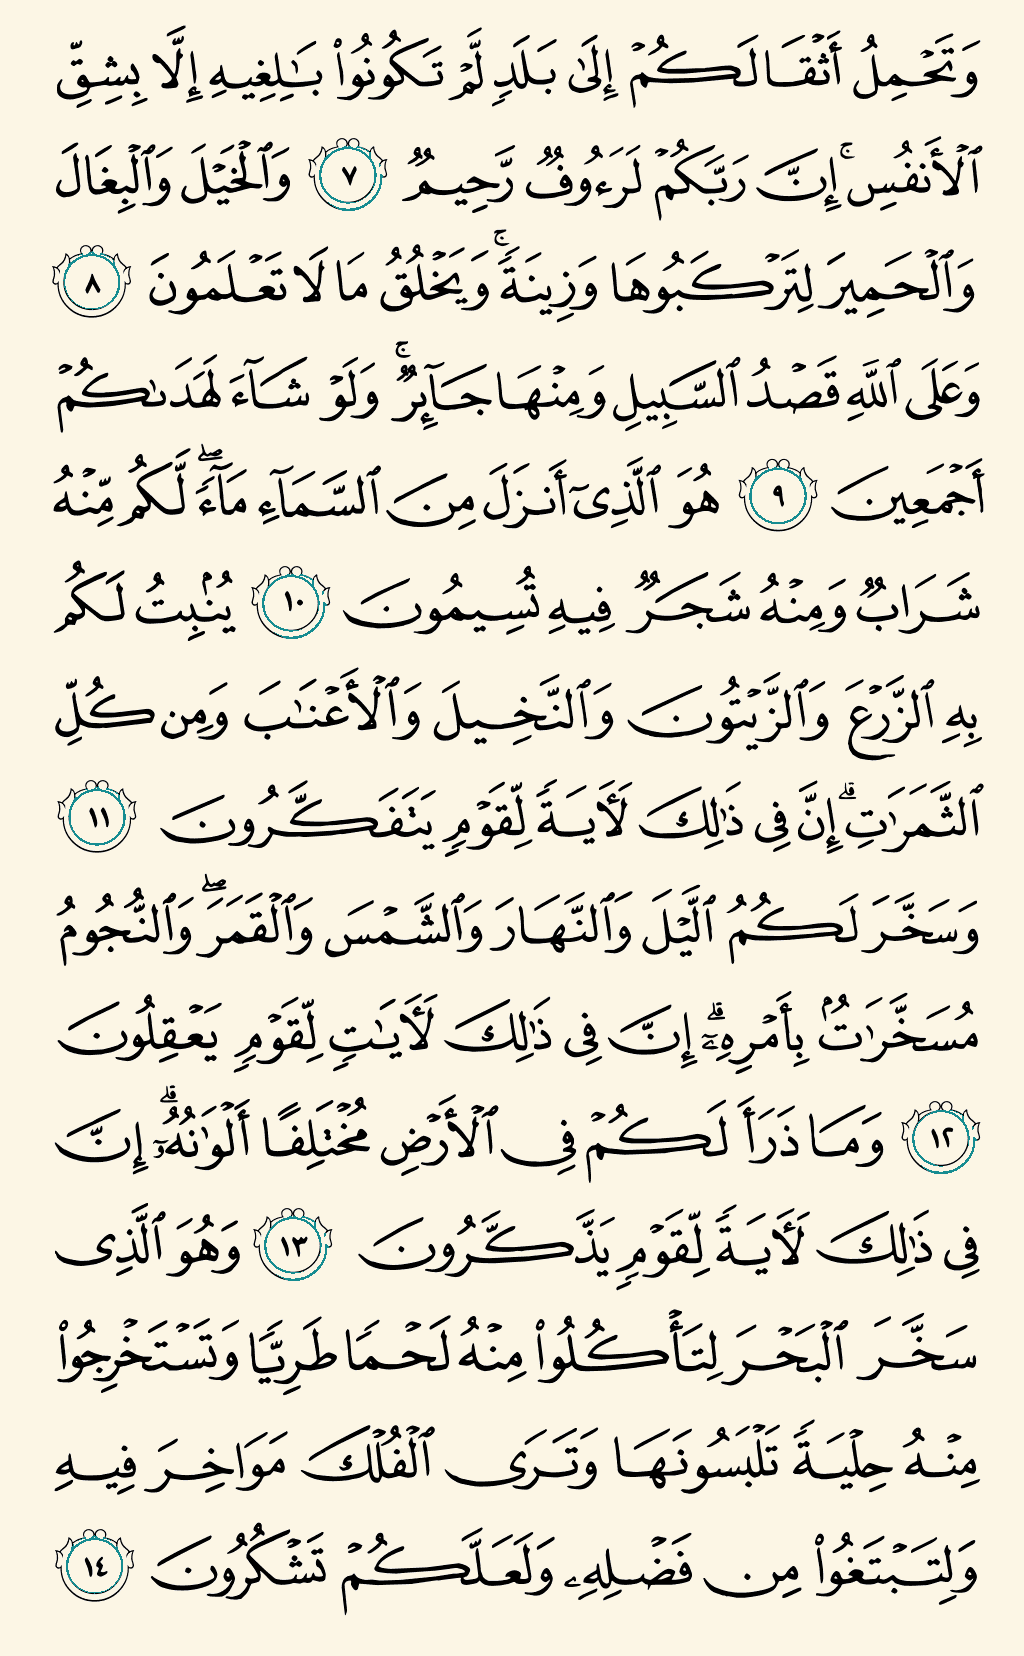 وَتَحْمِلُ أَثْقَالَكُمْ إِلَىٰ بَلَدٍ لَّمْ تَكُونُوا۟ بَـٰلِغِيهِ إِلَّا بِشِقِّ
ٱلْأَنفُسِ ۚ إِنَّ رَبَّكُمْ لَرَءُوفٌ رَّحِيمٌ ٧ وَٱلْخَيْلَ وَٱلْبِغَالَ
وَٱلْحَمِيرَ لِتَرْكَبُوهَا وَزِينَةً ۚ وَيَخْلُقُ مَا لَا تَعْلَمُونَ ٨
وَعَلَى ٱللَّهِ قَصْدُ ٱلسَّبِيلِ وَمِنْهَا جَآئِرٌ ۚ وَلَوْ شَآءَ لَهَدَىٰكُمْ
أَجْمَعِينَ ٩ هُوَ ٱلَّذِىٓ أَنزَلَ مِنَ ٱلسَّمَآءِ مَآءً ۖ لَّكُم مِّنْهُ
شَرَابٌ وَمِنْهُ شَجَرٌ فِيهِ تُسِيمُونَ ١٠ يُنۢبِتُ لَكُم
بِهِ ٱلزَّرْعَ وَٱلزَّيْتُونَ وَٱلنَّخِيلَ وَٱلْأَعْنَـٰبَ وَمِن كُلِّ
ٱلثَّمَرَٰتِ ۗ إِنَّ فِى ذَٰلِكَ لَـَٔايَةً لِّقَوْمٍ يَتَفَكَّرُونَ ١١
وَسَخَّرَ لَكُمُ ٱلَّيْلَ وَٱلنَّهَارَ وَٱلشَّمْسَ وَٱلْقَمَرَ ۖ وَٱلنُّجُومُ
مُسَخَّرَٰتٌۢ بِأَمْرِهِۦٓ ۗ إِنَّ فِى ذَٰلِكَ لَـَٔايَـٰتٍ لِّقَوْمٍ يَعْقِلُونَ
١٢ وَمَا ذَرَأَ لَكُمْ فِى ٱلْأَرْضِ مُخْتَلِفًا أَلْوَٰنُهُۥٓ ۗ إِنَّ
فِى ذَٰلِكَ لَـَٔايَةً لِّقَوْمٍ يَذَّكَّرُونَ ١٣ وَهُوَ ٱلَّذِى
سَخَّرَ ٱلْبَحْرَ لِتَأْكُلُوا۟ مِنْهُ لَحْمًا طَرِيًّا وَتَسْتَخْرِجُوا۟
مِنْهُ حِلْيَةً تَلْبَسُونَهَا وَتَرَى ٱلْفُلْكَ مَوَاخِرَ فِيهِ
وَلِتَبْتَغُوا۟ مِن فَضْلِهِۦ وَلَعَلَّكُمْ تَشْكُرُونَ ١٤